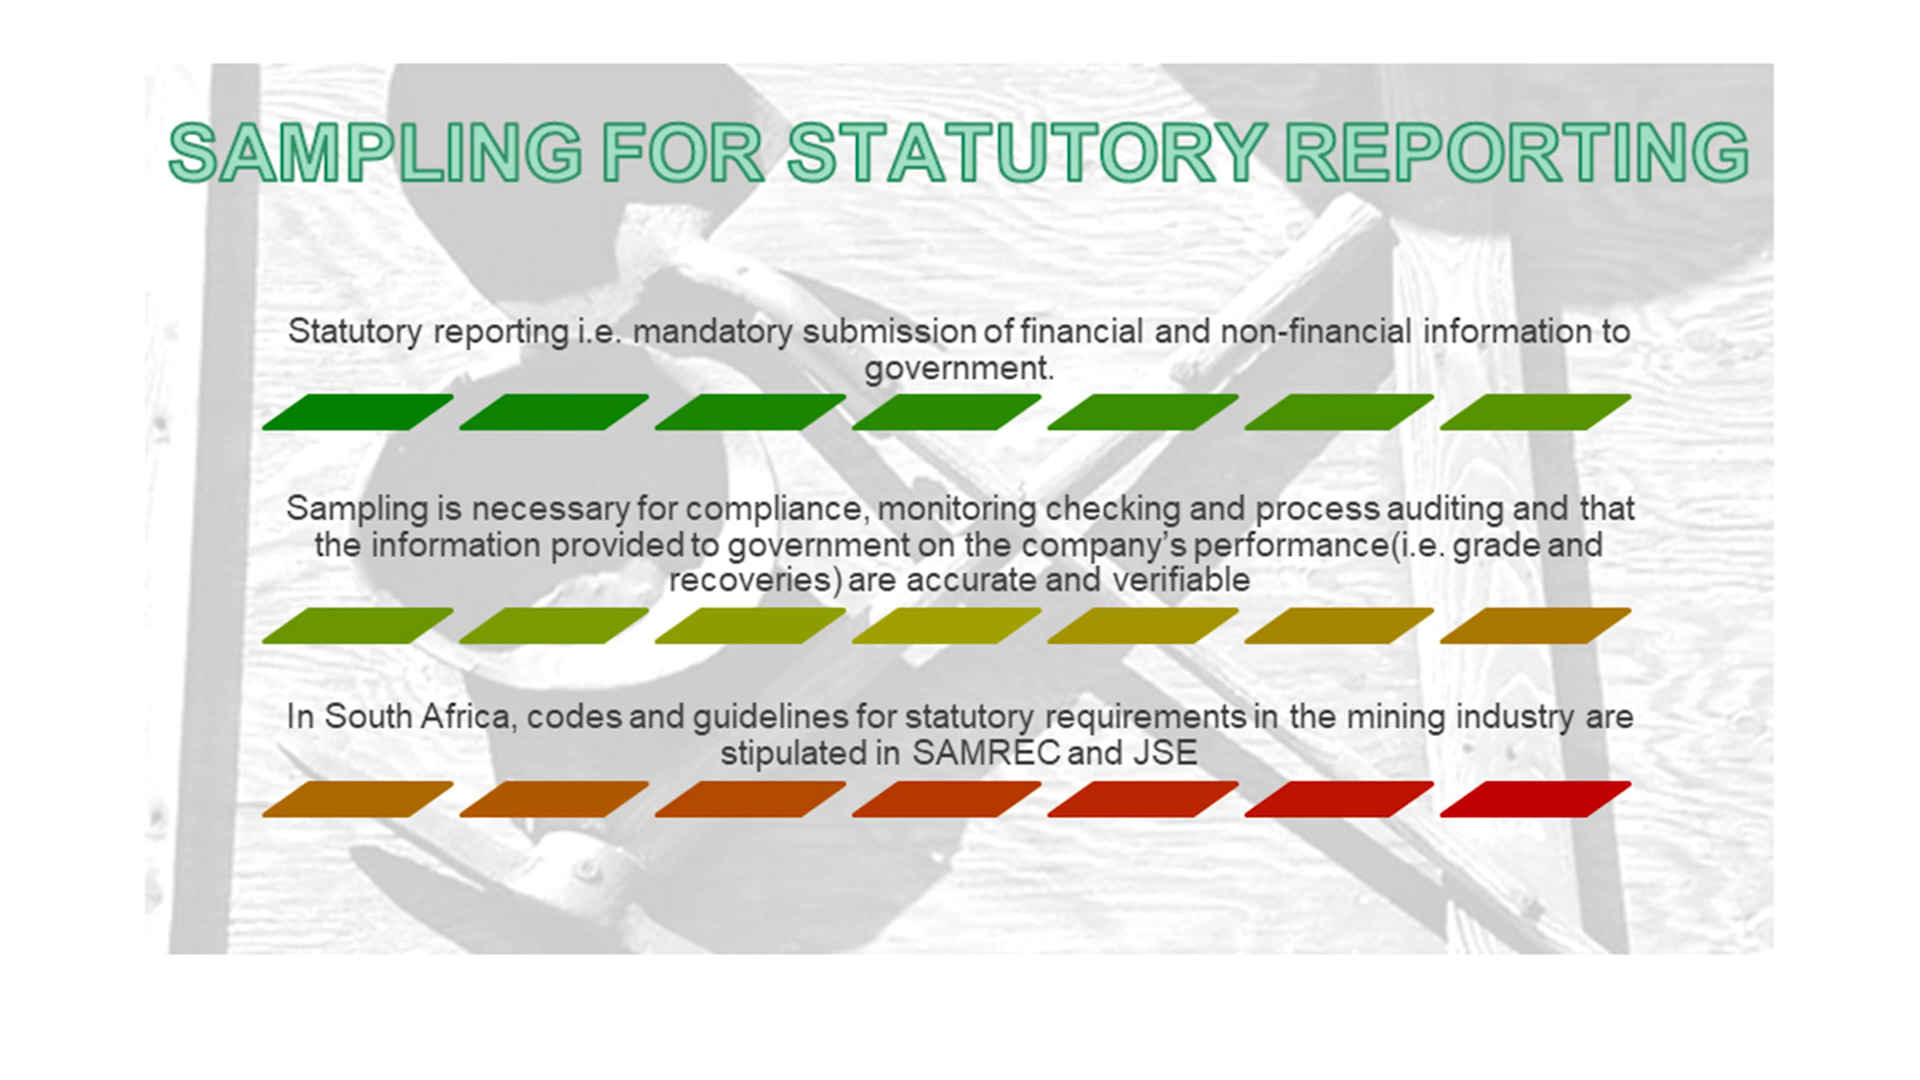 SAMPLING FOR STATUTORY REPORTING
Statutory reporting i.e. mandatory submission of financial and non-financial information to
government.
Sampling is necessary for compliance, monitoring checking and process auditing and that
the information provided to government on the company’s performance(i.e. grade and
recoveries) are accurate and verifiable
In South Africa, codes and guidelines for statutory requirements in the mining industry are
stipulated in SAMREC and JSE